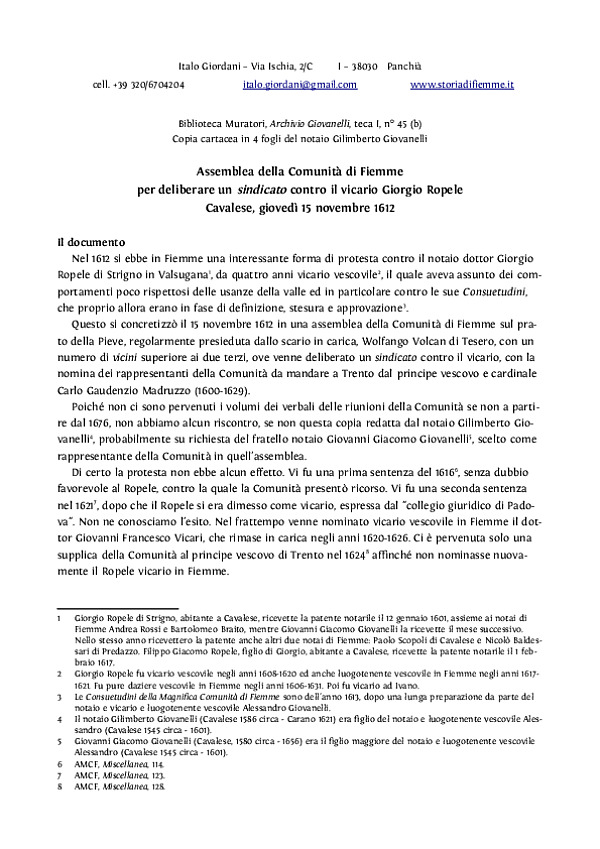 Italo Giordani – Via Ischia, 2/C I – 38030 Panchià
cell. +39 320/6704204 italo.giordani@gmail.com www.storiadifiemme.it
Biblioteca Muratori, Archivio Giovanelli, teca I, n° 45 (b)
Copia cartacea in 4 fogli del notaio Gilimberto Giovanelli
Assemblea della Comunità di Fiemme
per deliberare un sindicato contro il vicario Giorgio Ropele
Cavalese, giovedì 15 novembre 1612
Il documento
Nel 1612 si ebbe in Fiemme una interessante forma di protesta contro il notaio dottor Giorgio
Ropele di Strigno in Valsugana¹, da quattro anni vicario vescovile², il quale aveva assunto dei com-
portamenti poco rispettosi delle usanze della valle ed in particolare contro le sue Consuetudini,
che proprio allora erano in fase di definizione, stesura e approvazione³.
Questo si concretizzò il 15 novembre 1612 in una assemblea della Comunità di Fiemme sul pra-
to della Pieve, regolarmente presieduta dallo scario in carica, Wolfango Volcan di Tesero, con un
numero di vicini superiore ai due terzi, ove venne deliberato un sindicato contro il vicario, con la
nomina dei rappresentanti della Comunità da mandare a Trento dal principe vescovo e cardinale
Carlo Gaudenzio Madruzzo (1600-1629).
Poiché non ci sono pervenuti i volumi dei verbali delle riunioni della Comunità se non a parti-
re dal 1676, non abbiamo alcun riscontro, se non questa copia redatta dal notaio Gilimberto Gio-
vanelli⁴, probabilmente su richiesta del fratello notaio Giovanni Giacomo Giovanelli⁵, scelto come
rappresentante della Comunità in quell'assemblea.
Di certo la protesta non ebbe alcun effetto. Vi fu una prima sentenza del 1616⁶, senza dubbio
favorevole al Ropele, contro la quale la Comunità presentò ricorso. Vi fu una seconda sentenza
nel 1621⁷, dopo che il Ropele si era dimesso come vicario, espressa dal "collegio giuridico di Pado-
va". Non ne conosciamo l'esito. Nel frattempo venne nominato vicario vescovile in Fiemme il dot-
tor Giovanni Francesco Vicari, che rimase in carica negli anni 1620-1626. Ci è pervenuta solo una
supplica della Comunità al principe vescovo di Trento nel 1624⁸ affinché non nominasse nuova-
mente il Ropele vicario in Fiemme.
1 Giorgio Ropele di Strigno, abitante a Cavalese, ricevette la patente notarile il 12 gennaio 1601, assieme ai notai di
Fiemme Andrea Rossi e Bartolomeo Braito, mentre Giovanni Giacomo Giovanelli la ricevette il mese successivo.
Nello stesso anno ricevettero la patente anche altri due notai di Fiemme: Paolo Scopoli di Cavalese e Nicolò Baldes-
sari di Predazzo. Filippo Giacomo Ropele, figlio di Giorgio, abitante a Cavalese, ricevette la patente notarile il 1 feb-
braio 1617.
2 Giorgio Ropele fu vicario vescovile negli anni 1608-1620 ed anche luogotenente vescovile in Fiemme negli anni 1617-
1621. Fu pure daziere vescovile in Fiemme negli anni 1606-1631. Poi fu vicario ad Ivano.
3 Le Consuetudini della Magnifica Comunità di Fiemme sono dell'anno 1613, dopo una lunga preparazione da parte del
notaio e vicario e luogotenente vescovile Alessandro Giovanelli.
4 Il notaio Gilimberto Giovanelli (Cavalese 1586 circa - Carano 1621) era figlio del notaio e luogotenente vescovile Ales-
sandro (Cavalese 1545 circa - 1601).
5 Giovanni Giacomo Giovanelli (Cavalese, 1580 circa - 1656) era il figlio maggiore del notaio e luogotenente vescovile
Alessandro (Cavalese 1545 circa - 1601).
6 AMCF, Miscellanea, 114.
7 AMCF, Miscellanea, 123.
8 AMCF, Miscellanea, 128.